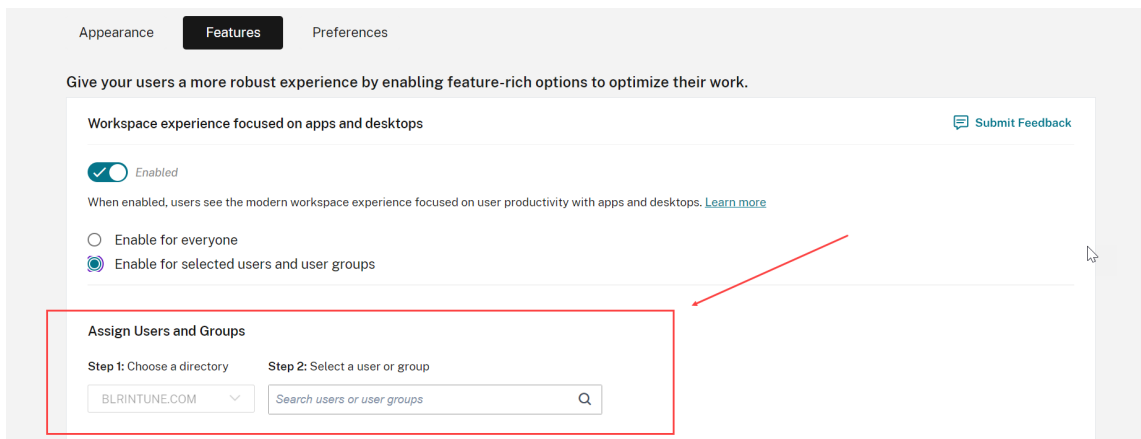 Appearance Features Preferences
Give your users a more robust experience by enabling feature-rich options to optimize their work.
Workspace experience focused on apps and desktops Submit Feedback
Enabled
When enabled, users see the modern workspace experience focused on user productivity with apps and desktops. Learn more
Enable for everyone
Enable for selected users and user groups
Assign Users and Groups
Step 1: Choose a directory Step 2: Select a user or group
BLRINTUNE.COM Search users or user groups